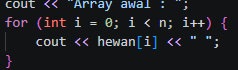 cout << "Array awal : ";
for (int i = 0; i < n; i++) {
    cout << hewan[i] << " ";
}